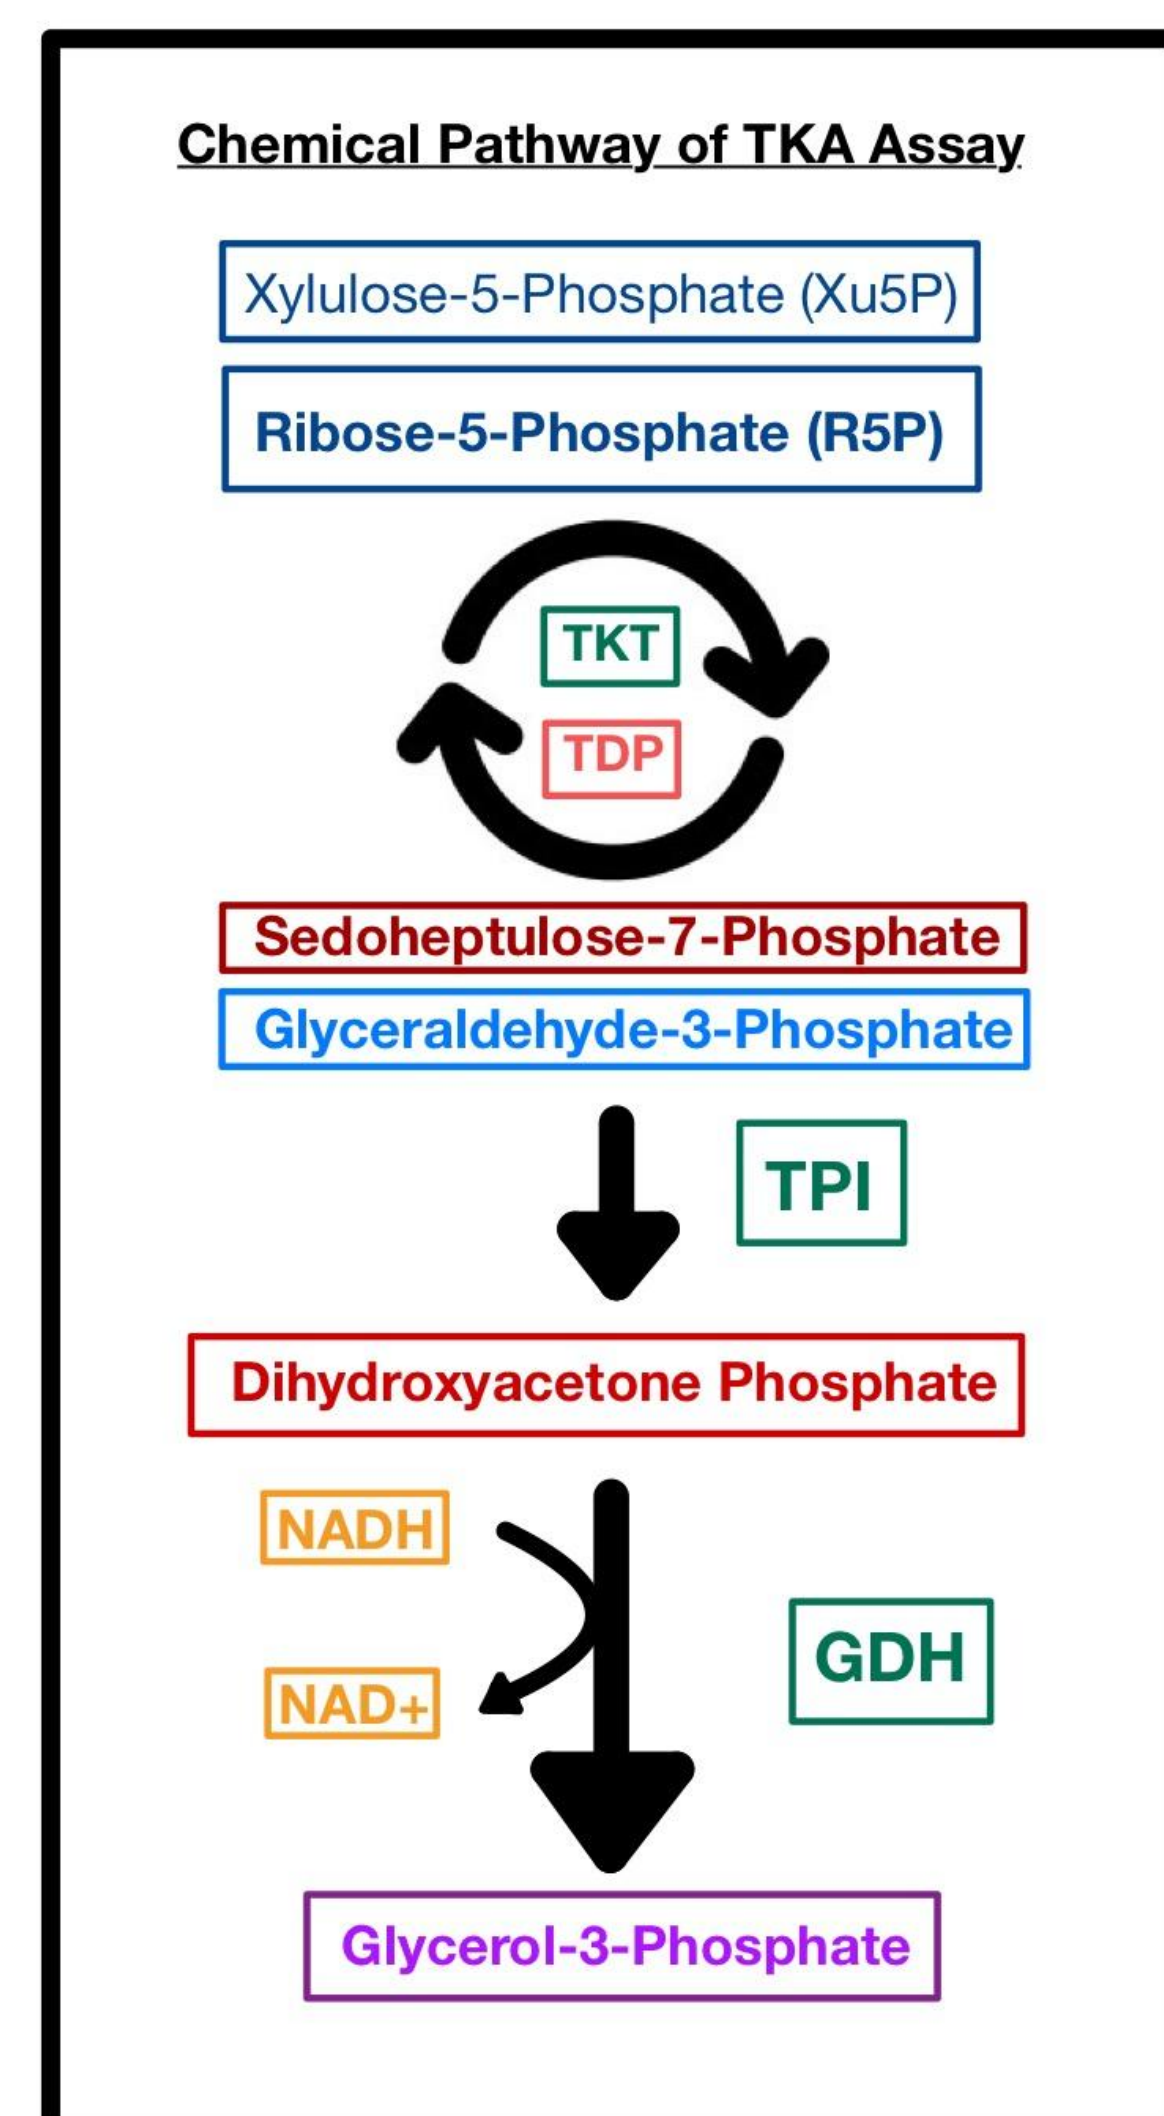 Chemical Pathway of TKA Assay
Xylulose-5-Phosphate (Xu5P)
Ribose-5-Phosphate (R5P)
TKT
TDP
Sedoheptulose-7-Phosphate
Glyceraldehyde-3-Phosphate
TPI
Dihydroxyacetone Phosphate
NADH
GDH
NAD+
Glycerol-3-Phosphate